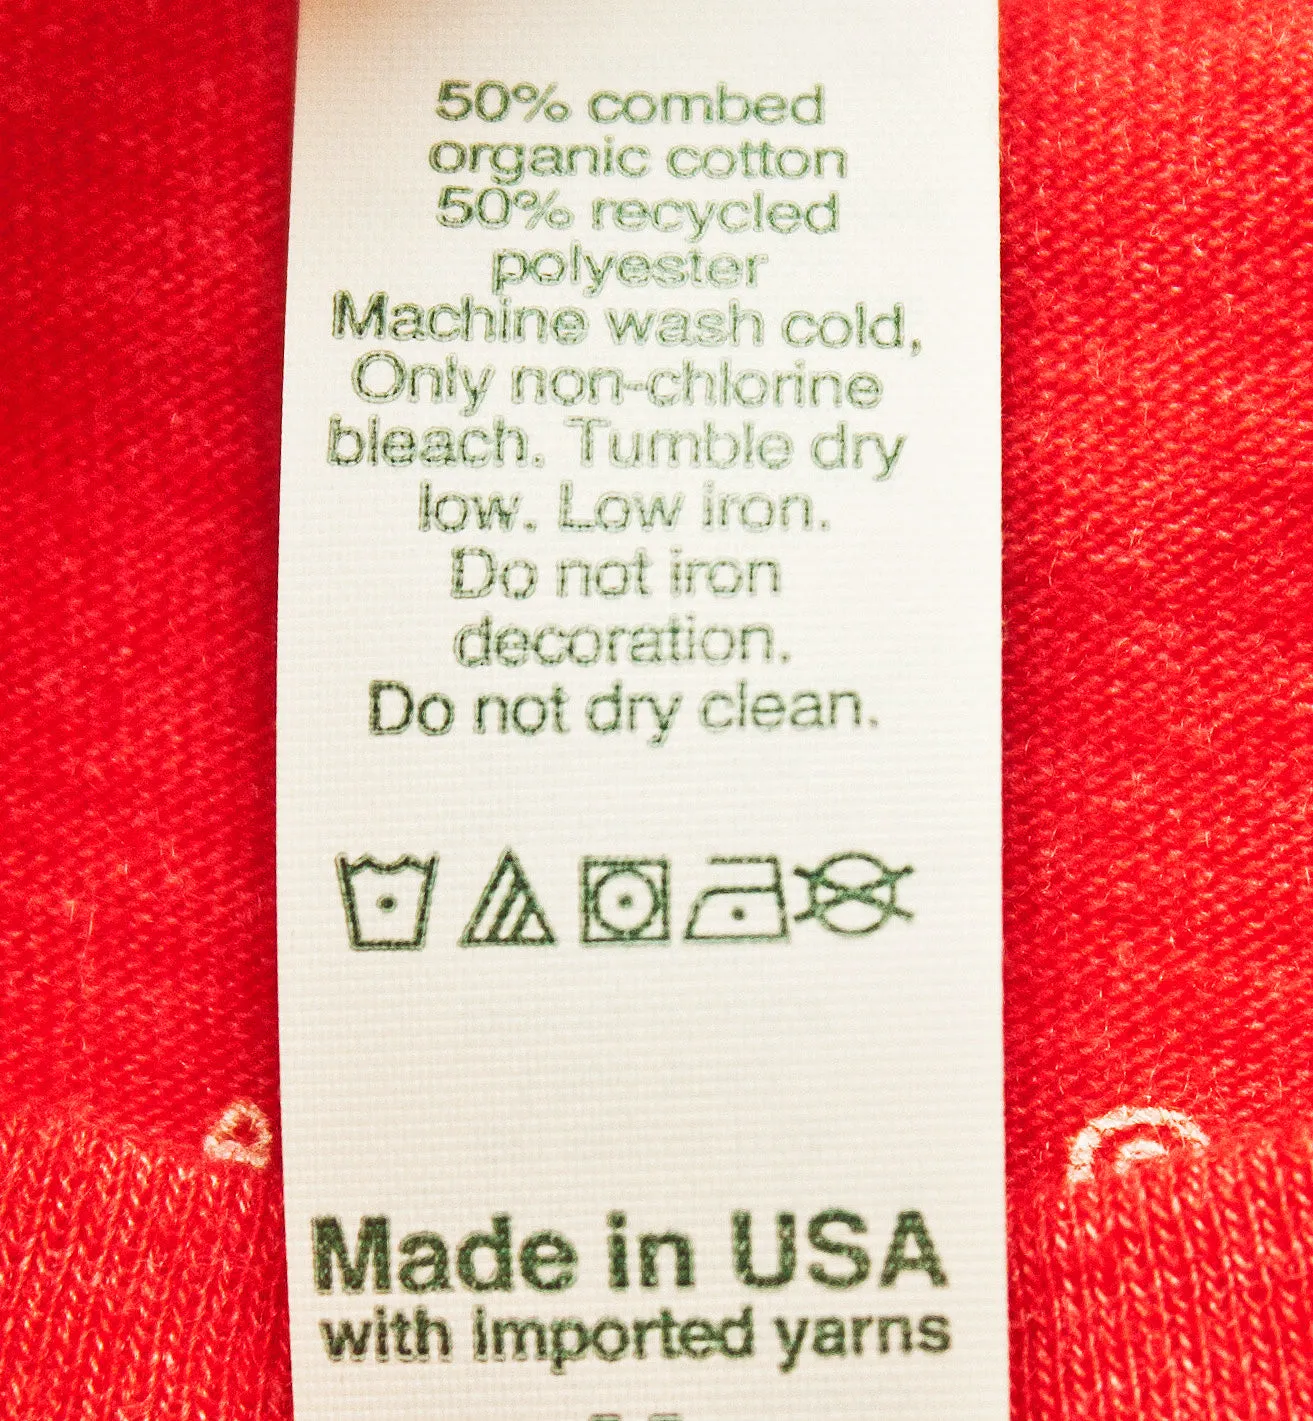 50% combed
organic cotton
50% recycled
polyester
Machine wash cold,
Only non-chlorine
bleach. Tumble dry
low. Low iron.
Do not iron
decoration.
Do not dry clean.
Made in USA
with imported yarns